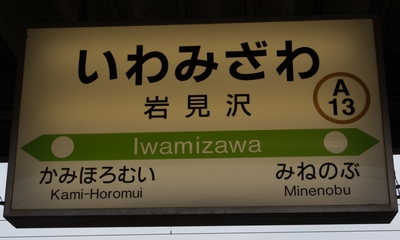 いわみざわ
岩見沢
A
13
Iwamizawa
かみほろむい みねのぶ
Kami-Horomui Minenobu